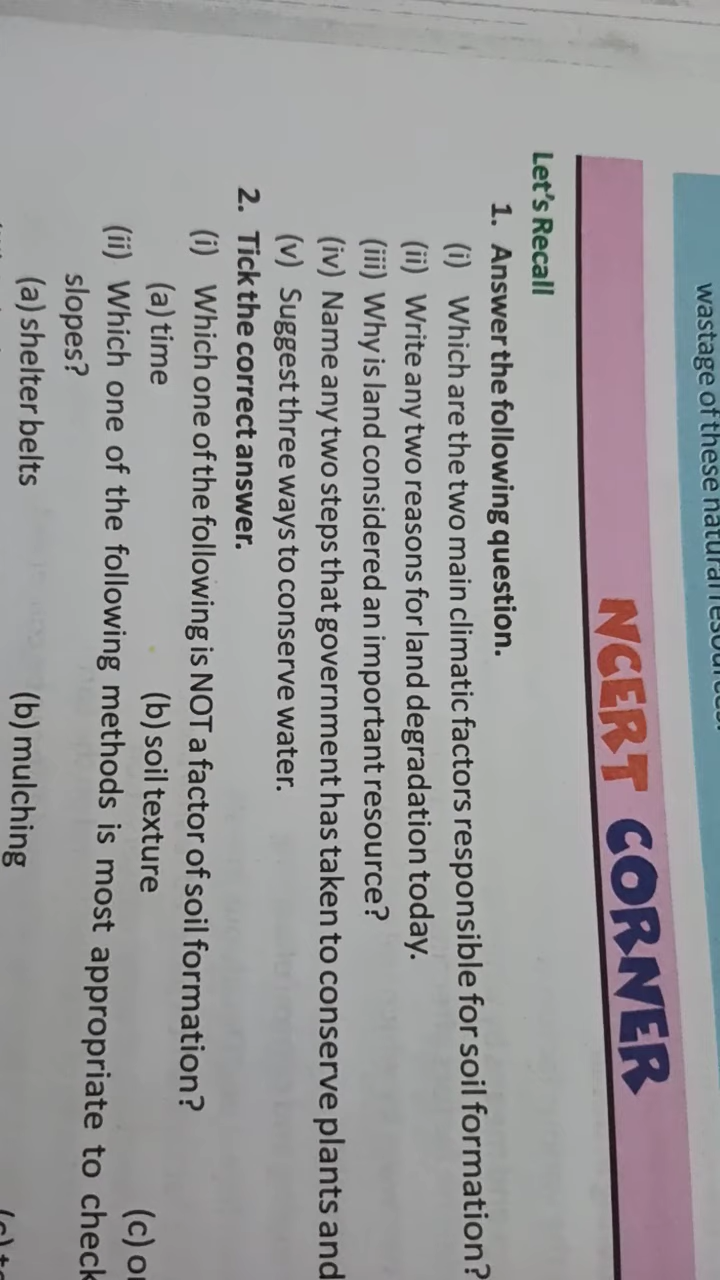 wastage of these natural resources.
NCERT CORNER
Let's Recall
1. Answer the following question.
(i) Which are the two main climatic factors responsible for soil formation?
(ii) Write any two reasons for land degradation today.
(iii) Why is land considered an important resource?
(iv) Name any two steps that government has taken to conserve plants and
(v) Suggest three ways to conserve water.
2. Tick the correct answer.
(i) Which one of the following is NOT a factor of soil formation?
(a) time (b) soil texture (c)
(ii) Which one of the following methods is most appropriate to check
slopes?
(a) shelter belts (b) mulching (c)